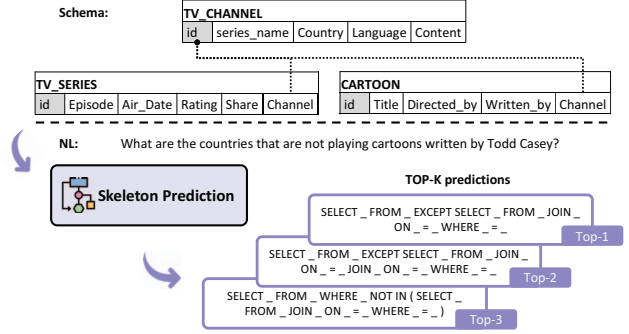 Schema:
TV_CHANNEL
id series_name Country Language Content
TV_SERIES
id Episode Air_Date Rating Share Channel
CARTOON
id Title Directed_by Written_by Channel
NL: What are the countries that are not playing cartoons written by Todd Casey?
Skeleton Prediction
TOP-K predictions
SELECT _ FROM _ EXCEPT SELECT _ FROM _ JOIN _
ON _ = _ WHERE _ = _
Top-1
SELECT _ FROM _ EXCEPT SELECT _ FROM _ JOIN _
ON _ = _ JOIN _ ON _ = _ WHERE _ = _
Top-2
SELECT _ FROM _ WHERE _ NOT IN ( SELECT _
FROM _ JOIN _ ON _ = _ WHERE _ = _ )
Top-3